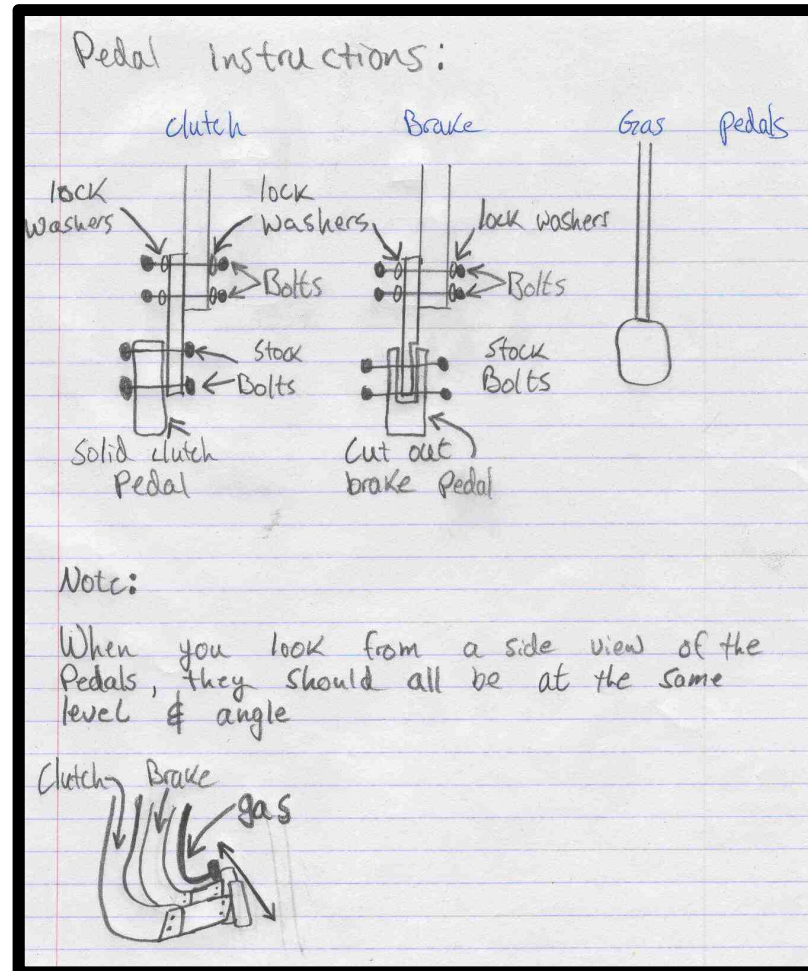 Pedal instructions:
Clutch Brake Gas pedals
lock washers
lock washers
lock washers
Bolts
Bolts
Stock Bolts
Stock Bolts
Solid clutch Pedal
Cut out brake pedal
Note:
When you look from a side view of the
Pedals, they should all be at the same
level & angle
Clutch
Brake
gas